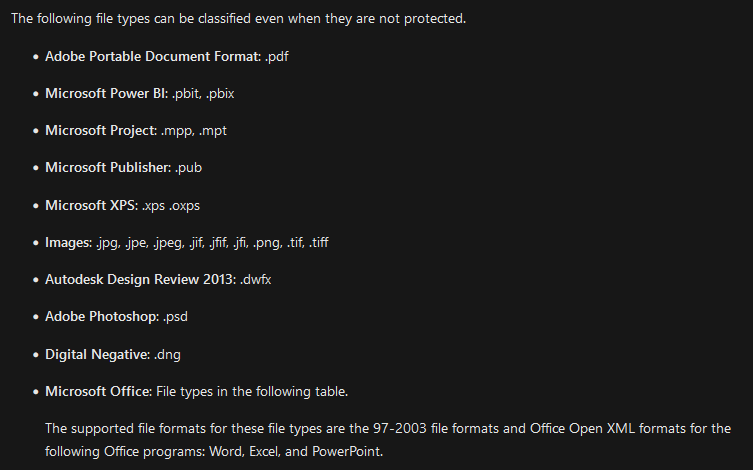 The following file types can be classified even when they are not protected.
• Adobe Portable Document Format: .pdf
• Microsoft Power BI: .pbit, .pbix
• Microsoft Project: .mpp, .mpt
• Microsoft Publisher: .pub
• Microsoft XPS: .xps .oxps
• Images: .jpg, .jpe, .jpeg, .jif, .jfif, .jfi, .png, .tif, .tiff
• Autodesk Design Review 2013: .dwfx
• Adobe Photoshop: .psd
• Digital Negative: .dng
• Microsoft Office: File types in the following table.
The supported file formats for these file types are the 97-2003 file formats and Office Open XML formats for the
following Office programs: Word, Excel, and PowerPoint.